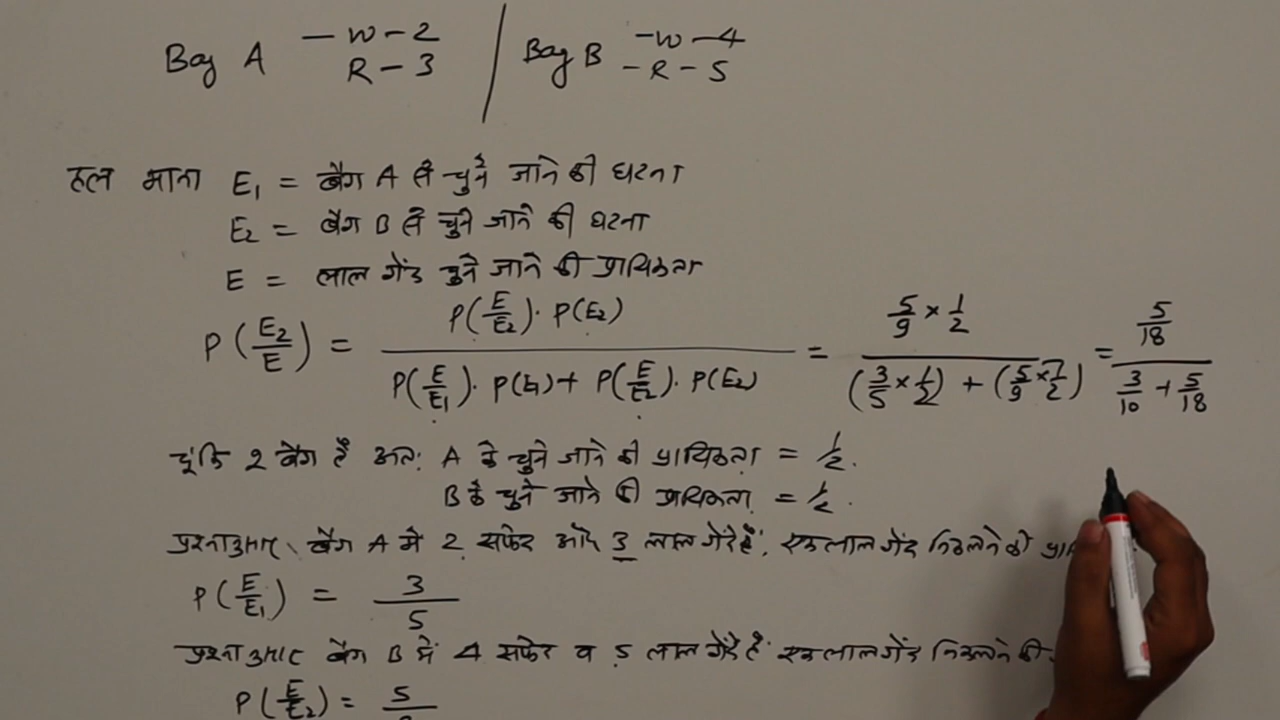 Bag A - W - 2 Bag B - W - 4
R - 3 - R - 5
हल माना E₁ = बैग A से चुने जाने की घटना
E₂ = बैग B से चुने जाने की घटना
E = लाल गेंद चुने जाने की प्रायिकता
P(E₂/E) = P(E/E₂). P(E₂) / P(E/E₁). P(E₁) + P(E/E₂). P(E₂) = 5/9 × 1/2 / (3/5 × 1/2) + (5/9 × 1/2) = 5/18 / 3/10 + 5/18
चूंकि 2 बैग हैं अतः A के चुने जाने की प्रायिकता = 1/2.
B के चुने जाने की प्रायिकता = 1/2.
प्रश्नानुसार, बैग A मे 2 सफेद और 3 लाल गेंदे हैं, एक लाल गेंद निकलने की
P(E/E₁) = 3/5
प्रश्नानुसार बैग B में 4 सफेद व 5 लाल गेंदे हैं एक लाल गेंद निकलने की
P(E/E₂) = 5